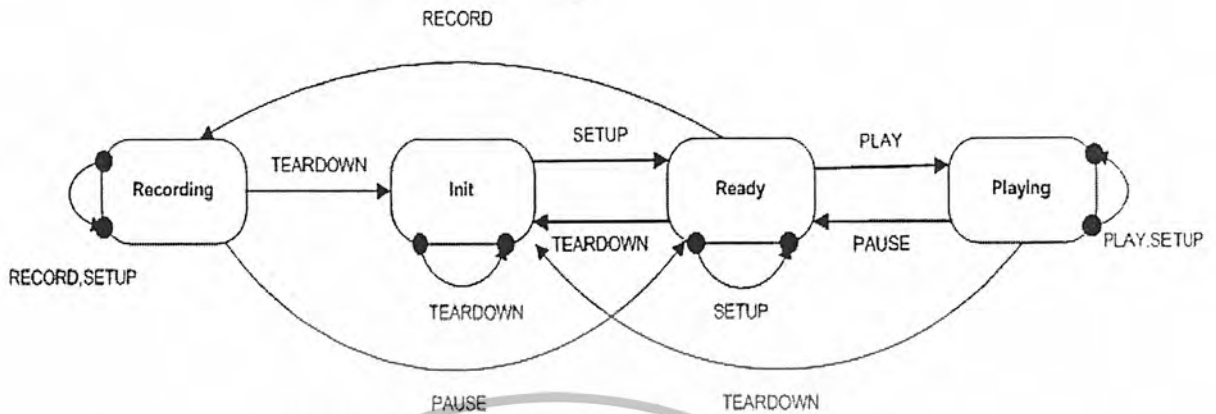 RECORD
SETUP
PLAY
TEARDOWN
Recording
Init
Ready
Playing
TEARDOWN
PAUSE
PLAY,SETUP
RECORD,SETUP
TEARDOWN
SETUP
PAUSE
TEARDOWN